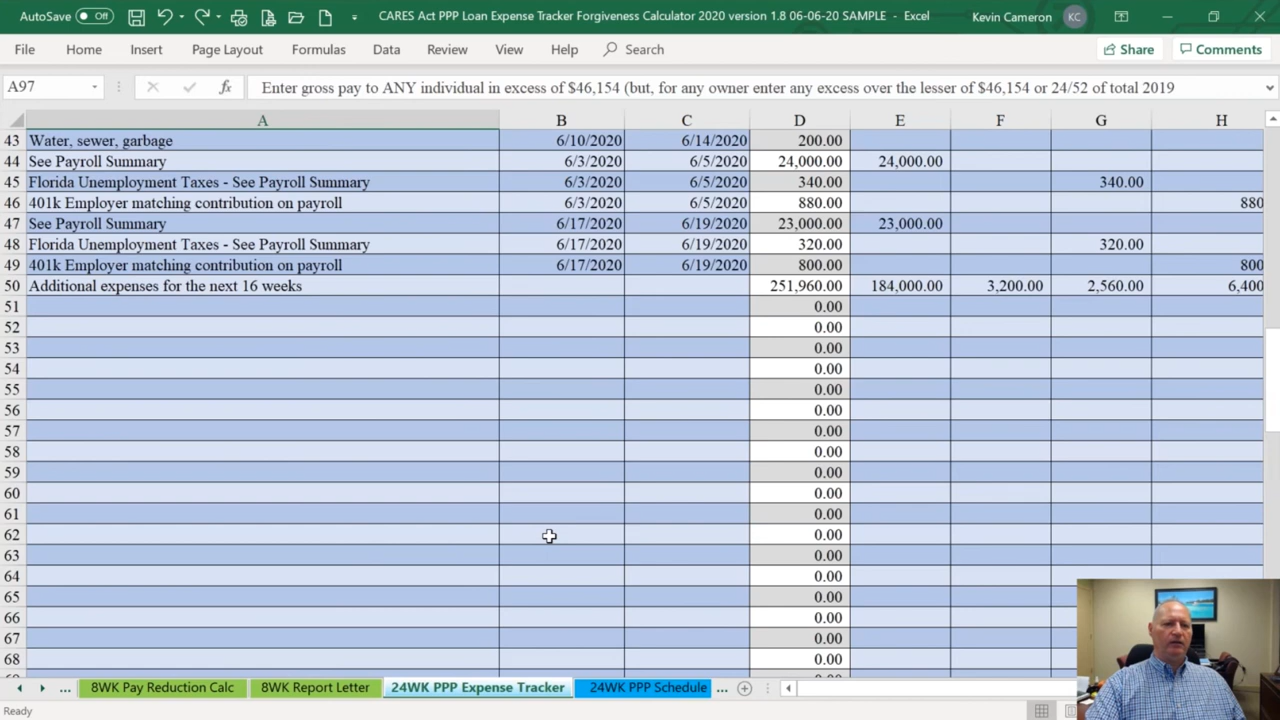 AutoSave Off CARES Act PPP Loan Expense Tracker Forgiveness Calculator 2020 version 1.8 06-06-20 SAMPLE - Excel Kevin Cameron KC
File Home Insert Page Layout Formulas Data Review View Help Search Share Comments
A97 fx Enter gross pay to ANY individual in excess of $46,154 (but, for any owner enter any excess over the lesser of $46,154 or 24/52 of total 2019
A B C D E F G H
43 Water, sewer, garbage 6/10/2020 6/14/2020 200.00
44 See Payroll Summary 6/3/2020 6/5/2020 24,000.00 24,000.00
45 Florida Unemployment Taxes - See Payroll Summary 6/3/2020 6/5/2020 340.00 340.00
46 401k Employer matching contribution on payroll 6/3/2020 6/5/2020 880.00 880
47 See Payroll Summary 6/17/2020 6/19/2020 23,000.00 23,000.00
48 Florida Unemployment Taxes - See Payroll Summary 6/17/2020 6/19/2020 320.00 320.00
49 401k Employer matching contribution on payroll 6/17/2020 6/19/2020 800.00 800
50 Additional expenses for the next 16 weeks 251,960.00 184,000.00 3,200.00 2,560.00 6,400
51 0.00
52 0.00
53 0.00
54 0.00
55 0.00
56 0.00
57 0.00
58 0.00
59 0.00
60 0.00
61 0.00
62 0.00
63 0.00
64 0.00
65 0.00
66 0.00
67 0.00
68 0.00
... 8WK Pay Reduction Calc 8WK Report Letter 24WK PPP Expense Tracker 24WK PPP Schedule ...
Ready